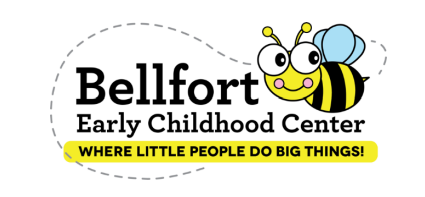 Bellfort
Early Childhood Center
WHERE LITTLE PEOPLE DO BIG THINGS!